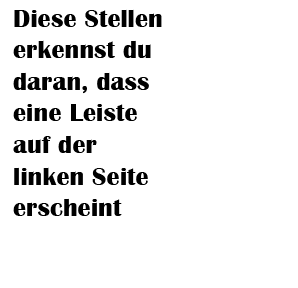 Diese Stellen
erkennst du
daran, dass
eine Leiste
auf der
linken Seite
erscheint